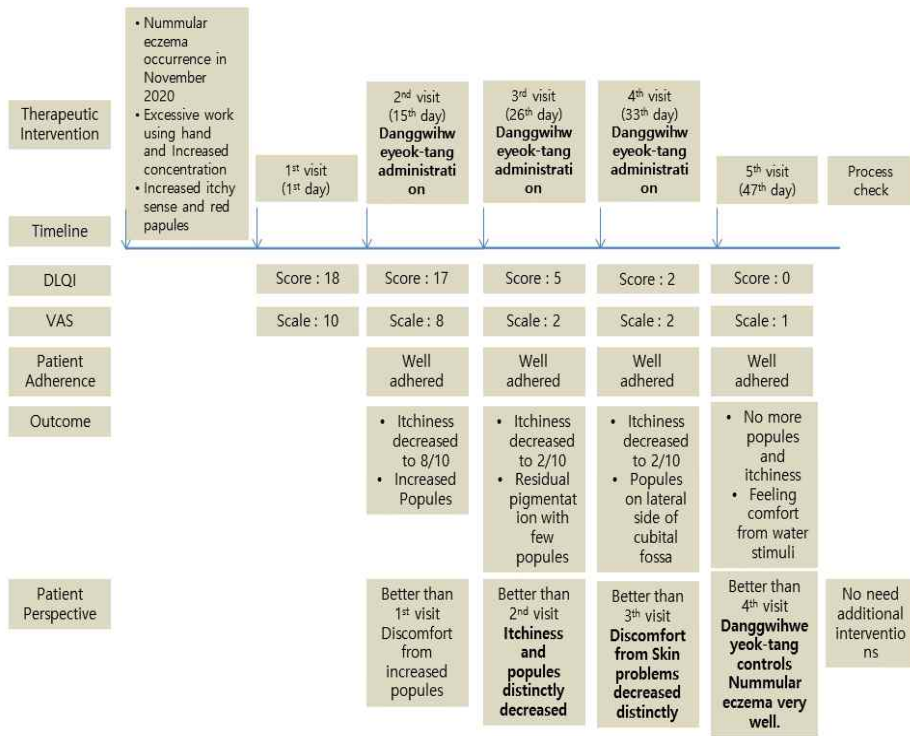 • Nummular
eczema
occurrence in
November
2020
• Excessive work
using hand
and Increased
concentration
• Increased itchy
sense and red
papules
Therapeutic
Intervention
1st visit
(1st day)
2nd visit
(15th day)
Danggwihw
eyeok-tang
administrati
on
3rd visit
(26th day)
Danggwihw
eyeok-tang
administrati
on
4th visit
(33th day)
Danggwihw
eyeok-tang
administrati
on
5th visit
(47th day)
Process
check
Timeline
DLQI
Score : 18
Score : 17
Score : 5
Score : 2
Score : 0
VAS
Scale : 10
Scale : 8
Scale : 2
Scale : 2
Scale : 1
Patient
Adherence
Well
adhered
Well
adhered
Well
adhered
Well
adhered
Outcome
• Itchiness
decreased
to 8/10
• Increased
Popules
• Itchiness
decreased
to 2/10
• Residual
pigmentat
ion with
few
popules
• Itchiness
decreased
to 2/10
• Popules
on lateral
side of
cubital
fossa
• No more
popules
and
itchiness
• Feeling
comfort
from water
stimuli
Patient
Perspective
Better than
1st visit
Discomfort
from
increased
popules
Better than
2nd visit
Itchiness
and
popules
distinctly
decreased
Better than
3th visit
Discomfort
from Skin
problems
decreased
distinctly
Better than
4th visit
Danggwihwe
yeok-tang
controls
Nummular
eczema very
well.
No need
additional
interventio
ns